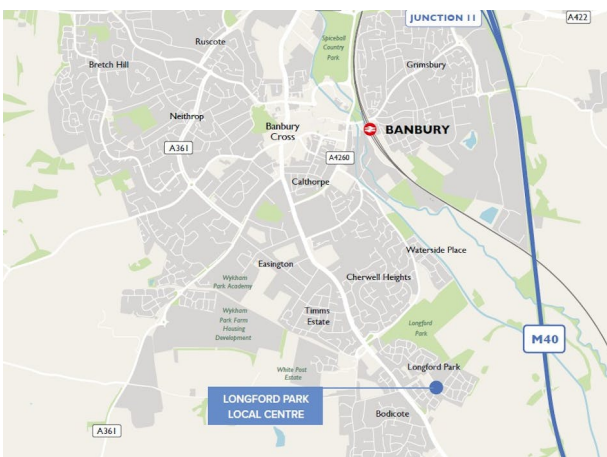 JUNCTION 11
A422
Ruscote
Spiceball
Country
Park
Bretch Hill
Grimsbury
Neithrop
Banbury
Cross
BANBURY
A361
A4260
Calthorpe
Waterside Place
Easington
Cherwell Heights
Wykham
Park Academy
Wykham
Park Farm
Housing
Development
Timms
Estate
Longford
Park
M40
White Post
Estate
Longford Park
LONGFORD PARK
LOCAL CENTRE
Bodicote
A361